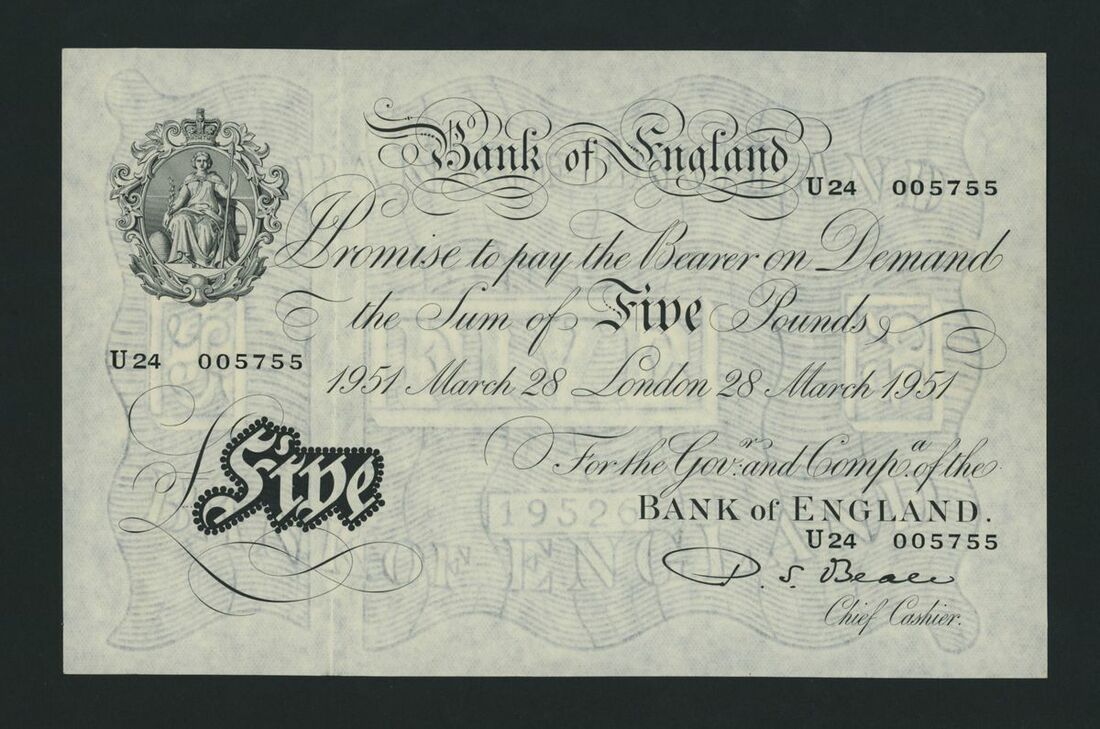 Bank of England
U24 005755
Promise to pay the Bearer on Demand
the Sum of Five Pounds
U24 005755
1951 March 28 London 28 March 1951
For the Gov.r and Comp.a of the
BANK of ENGLAND.
£Five
U24 005755
D. S. Beale
Chief Cashier.